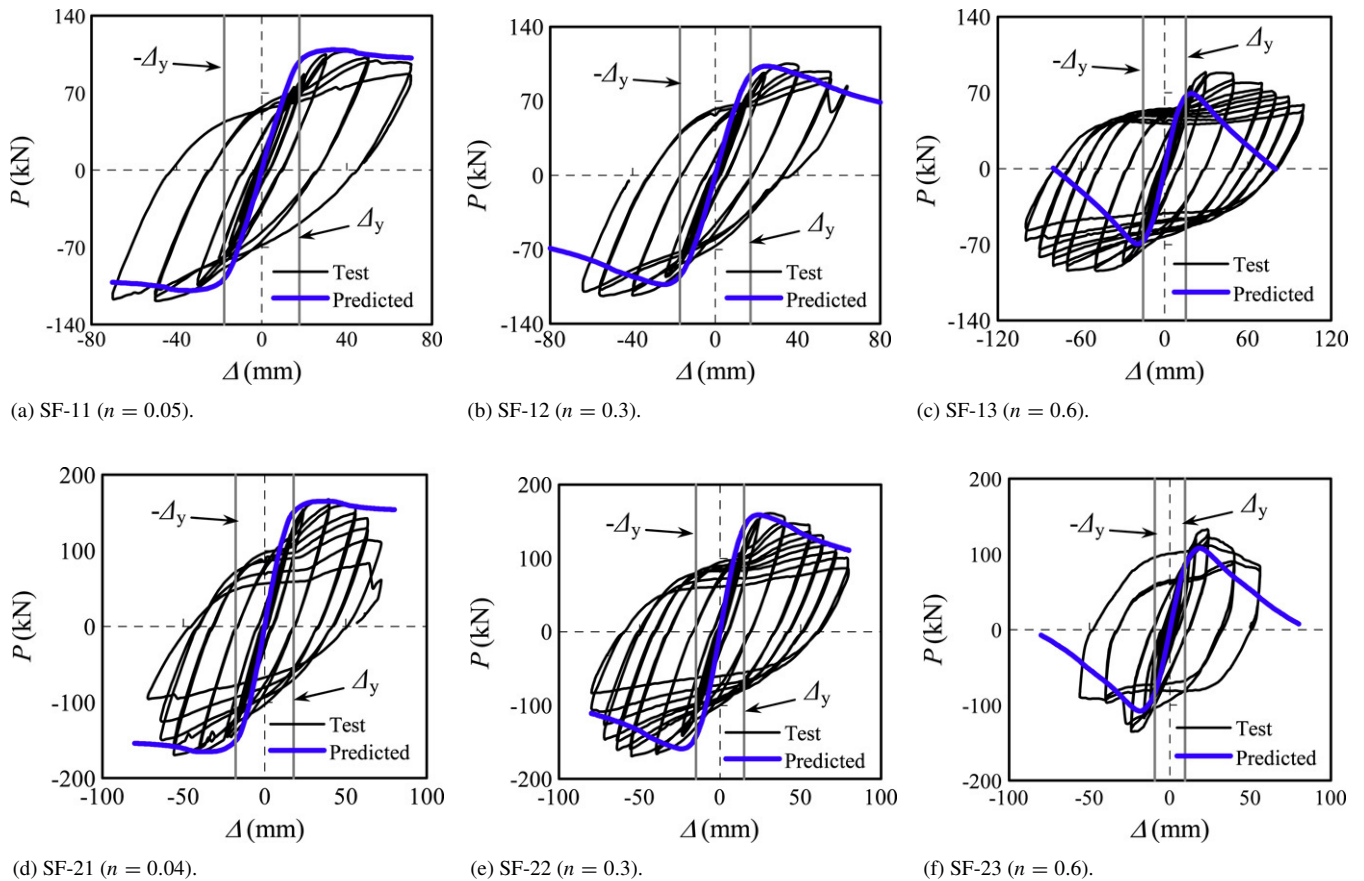 140
70
0
-70
-140
-80
-40
0
40
80
P (kN)
Δ (mm)
-Δy
Δy
Test
Predicted
(a) SF-11 (n = 0.05).
140
70
0
-70
-140
-80
-40
0
40
80
P (kN)
Δ (mm)
-Δy
Δy
Test
Predicted
(b) SF-12 (n = 0.3).
140
70
0
-70
-140
-120
-60
0
60
120
P (kN)
Δ (mm)
-Δy
Δy
Test
Predicted
(c) SF-13 (n = 0.6).
200
100
0
-100
-200
-100
-50
0
50
100
P (kN)
Δ (mm)
-Δy
Δy
Test
Predicted
(d) SF-21 (n = 0.04).
200
100
0
-100
-200
-100
-50
0
50
100
P (kN)
Δ (mm)
-Δy
Δy
Test
Predicted
(e) SF-22 (n = 0.3).
200
100
0
-100
-200
-100
-50
0
50
100
P (kN)
Δ (mm)
-Δy
Δy
Test
Predicted
(f) SF-23 (n = 0.6).